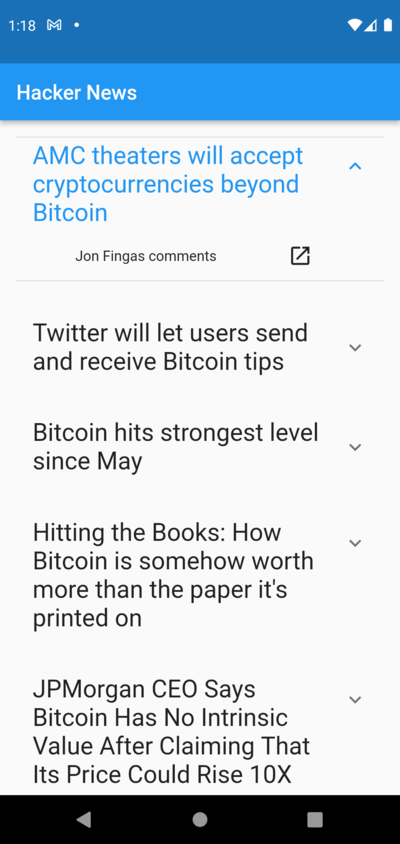 1:18
Hacker News
AMC theaters will accept
cryptocurrencies beyond
Bitcoin
Jon Fingas comments
Twitter will let users send
and receive Bitcoin tips
Bitcoin hits strongest level
since May
Hitting the Books: How
Bitcoin is somehow worth
more than the paper it's
printed on
JPMorgan CEO Says
Bitcoin Has No Intrinsic
Value After Claiming That
Its Price Could Rise 10X